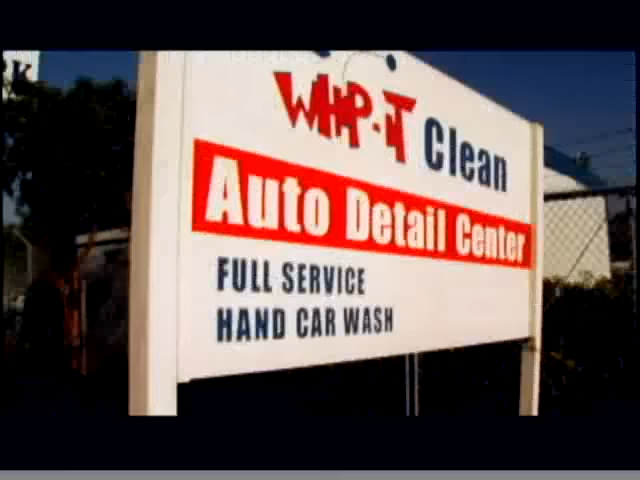 WHIP-IT Clean
Auto Detail Center
FULL SERVICE
HAND CAR WASH